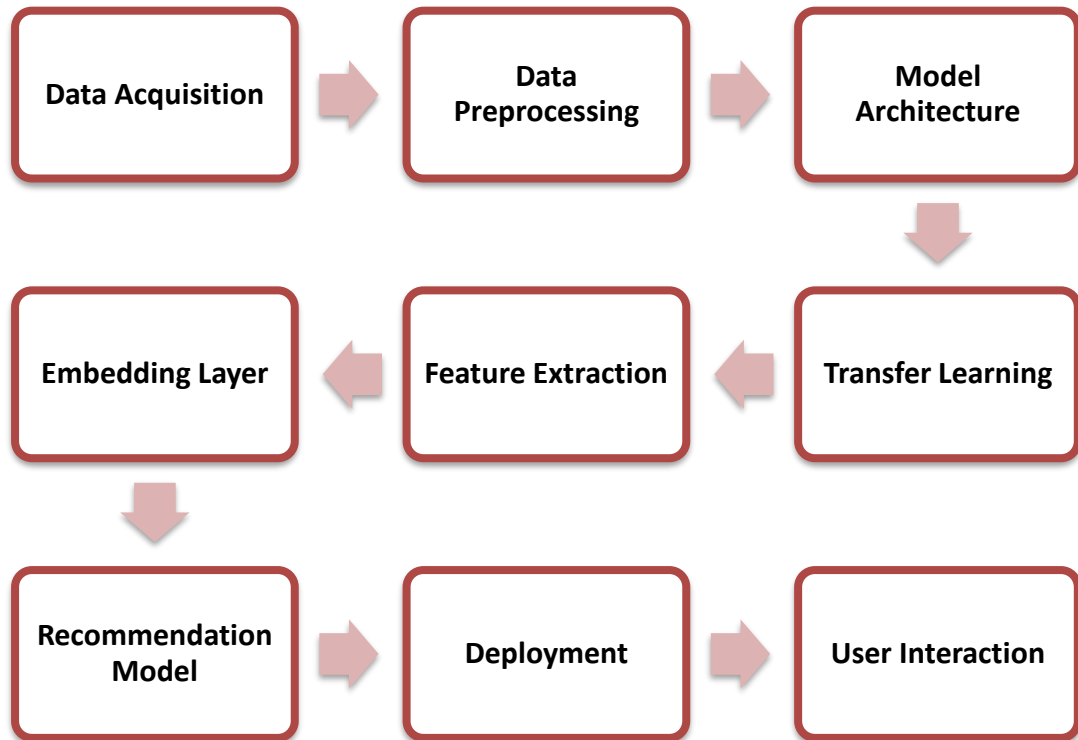 Data Acquisition
Data
Preprocessing
Model
Architecture
Embedding Layer
Feature Extraction
Transfer Learning
Recommendation
Model
Deployment
User Interaction